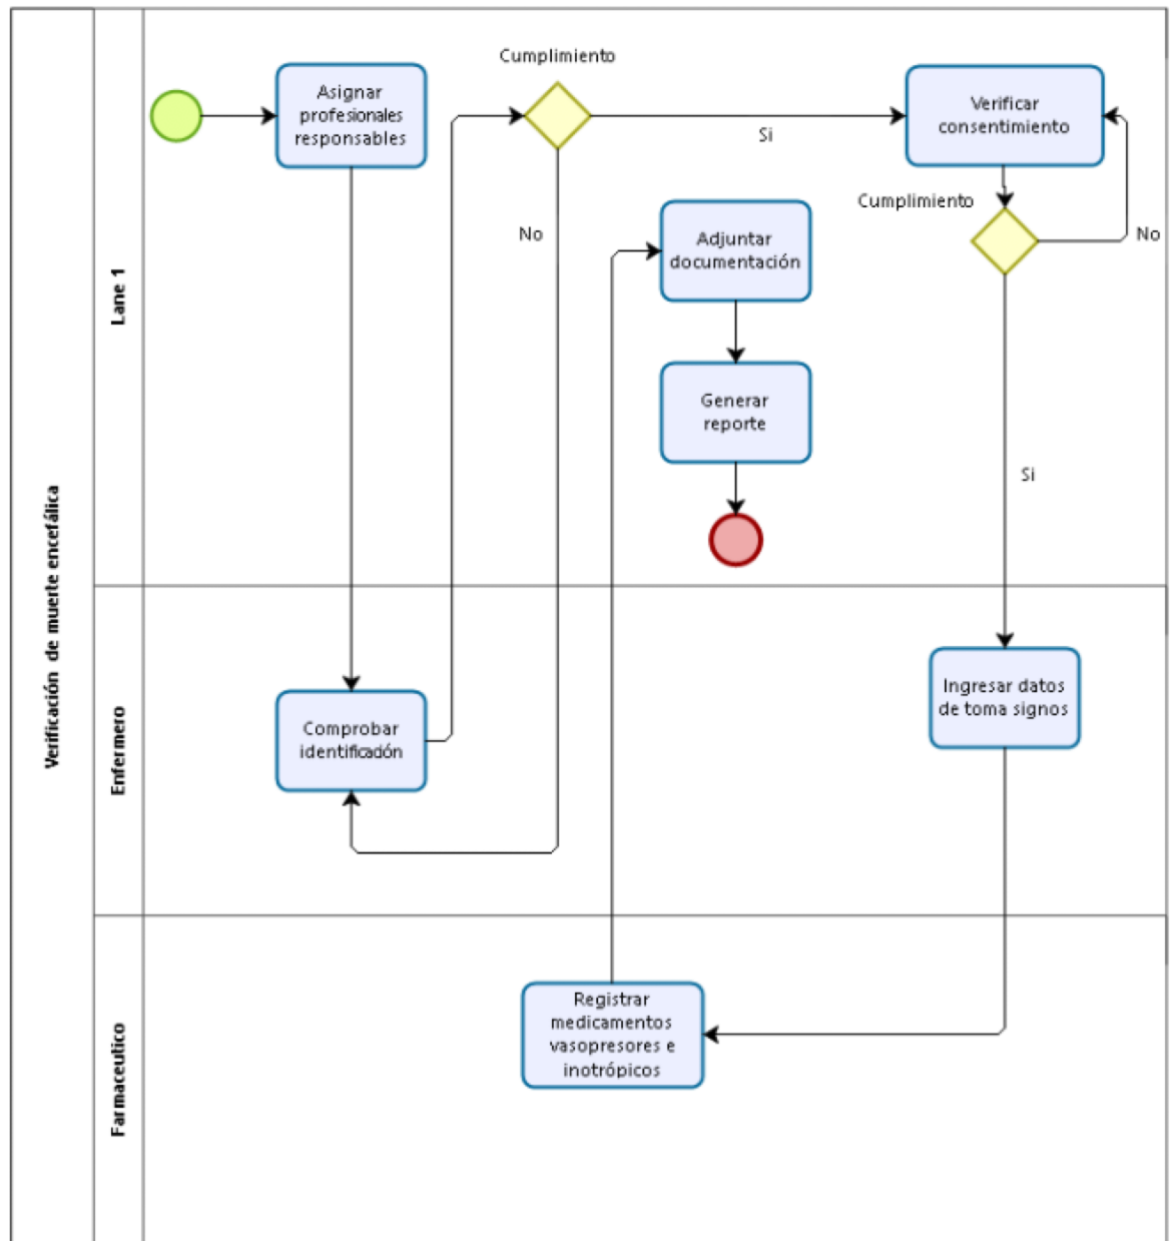 Verificación de muerte encefálica
Lane 1
Asignar
profesionales
responsables
Cumplimiento
Si
No
Verificar
consentimiento
Cumplimiento
No
Si
Adjuntar
documentación
Generar
reporte
Enfermero
Comprobar
identificación
Ingresar datos
de toma signos
Farmaceutico
Registrar
medicamentos
vasopresores e
inotrópicos